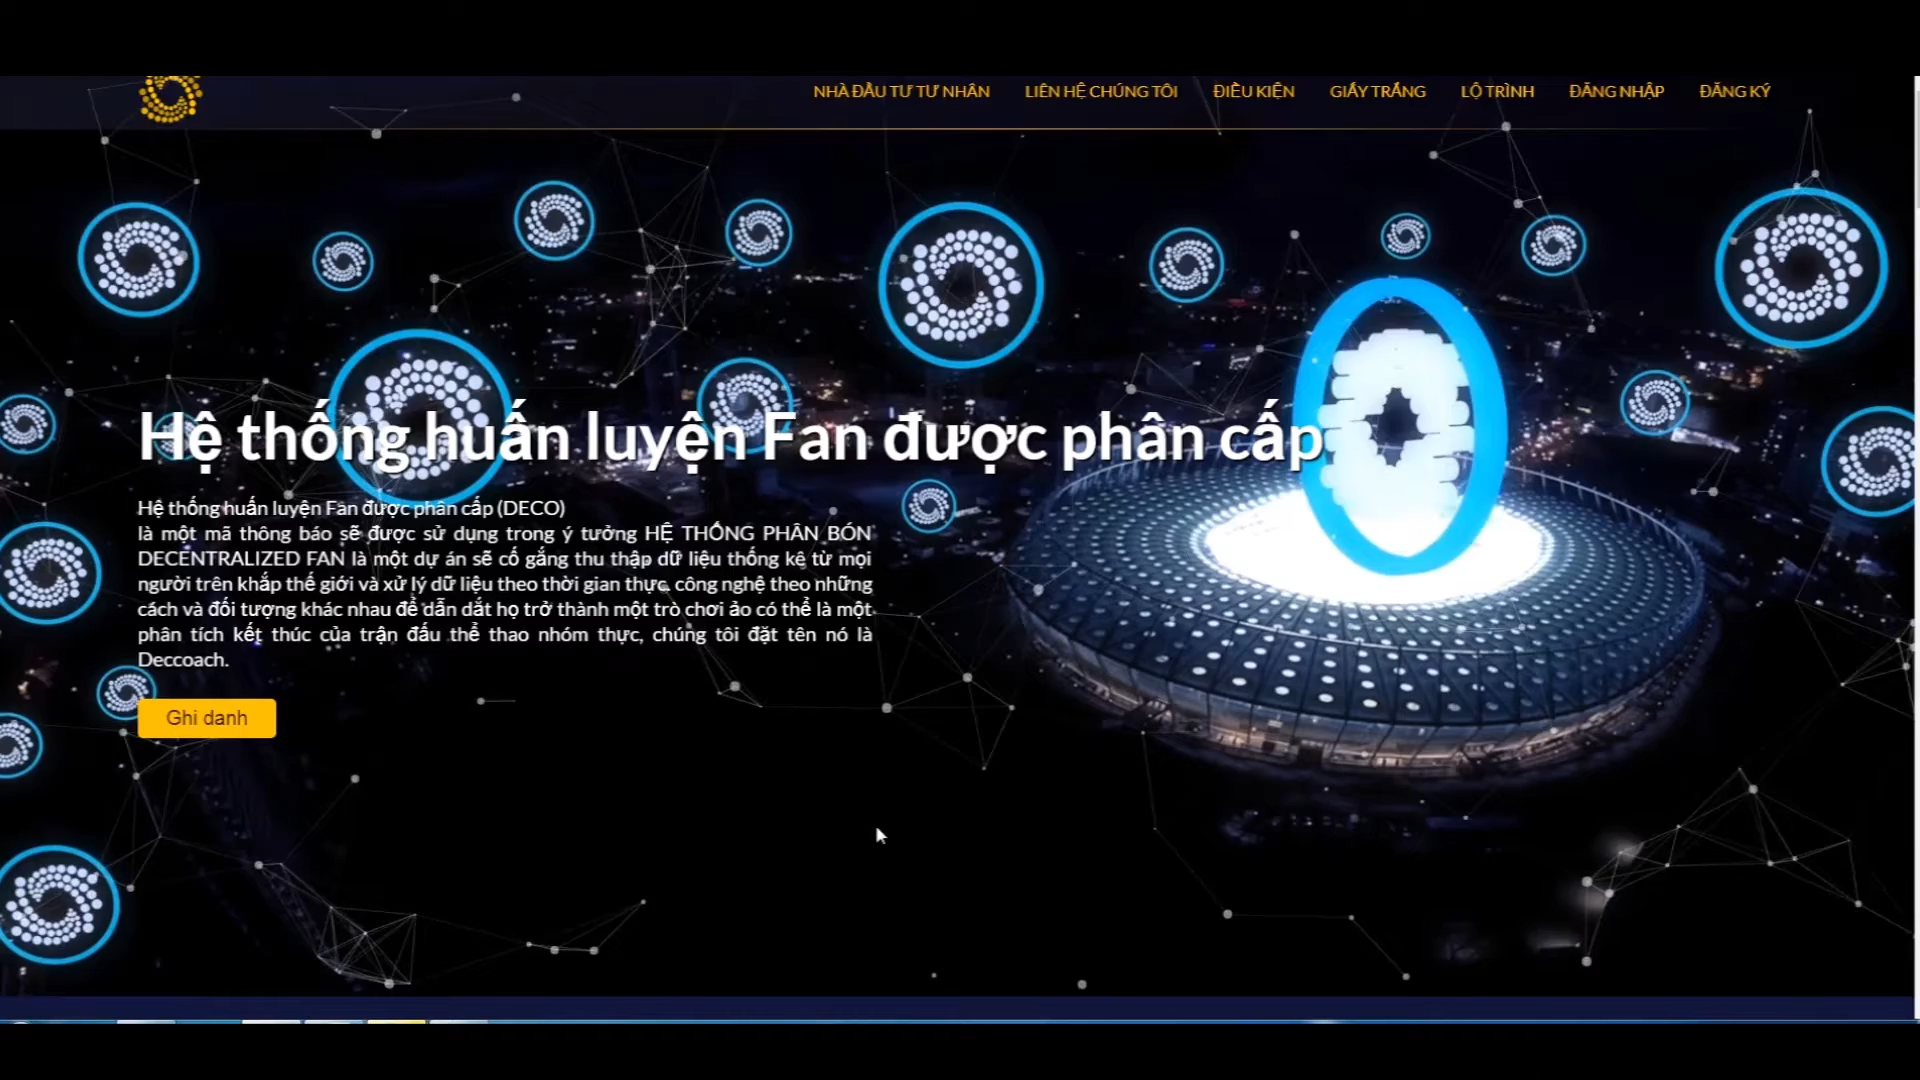 NHÀ ĐẦU TƯ TƯ NHÂN LIÊN HỆ CHÚNG TÔI ĐIỀU KIỆN GIẤY TRẮNG LỘ TRÌNH ĐĂNG NHẬP ĐĂNG KÝ
Hệ thống huấn luyện Fan được phân cấp
Hệ thống huấn luyện Fan được phân cấp (DECO)
là một mã thông báo sẽ được sử dụng trong ý tưởng HỆ THỐNG PHÂN BÓN
DECENTRALIZED FAN là một dự án sẽ cố gắng thu thập dữ liệu thống kê từ mọi
người trên khắp thế giới và xử lý dữ liệu theo thời gian thực, công nghệ theo những
cách và đối tượng khác nhau để dẫn dắt họ trở thành một trò chơi ảo có thể là một
phân tích kết thúc của trận đấu thể thao nhóm thực, chúng tôi đặt tên nó là
Deccoach.
Ghi danh